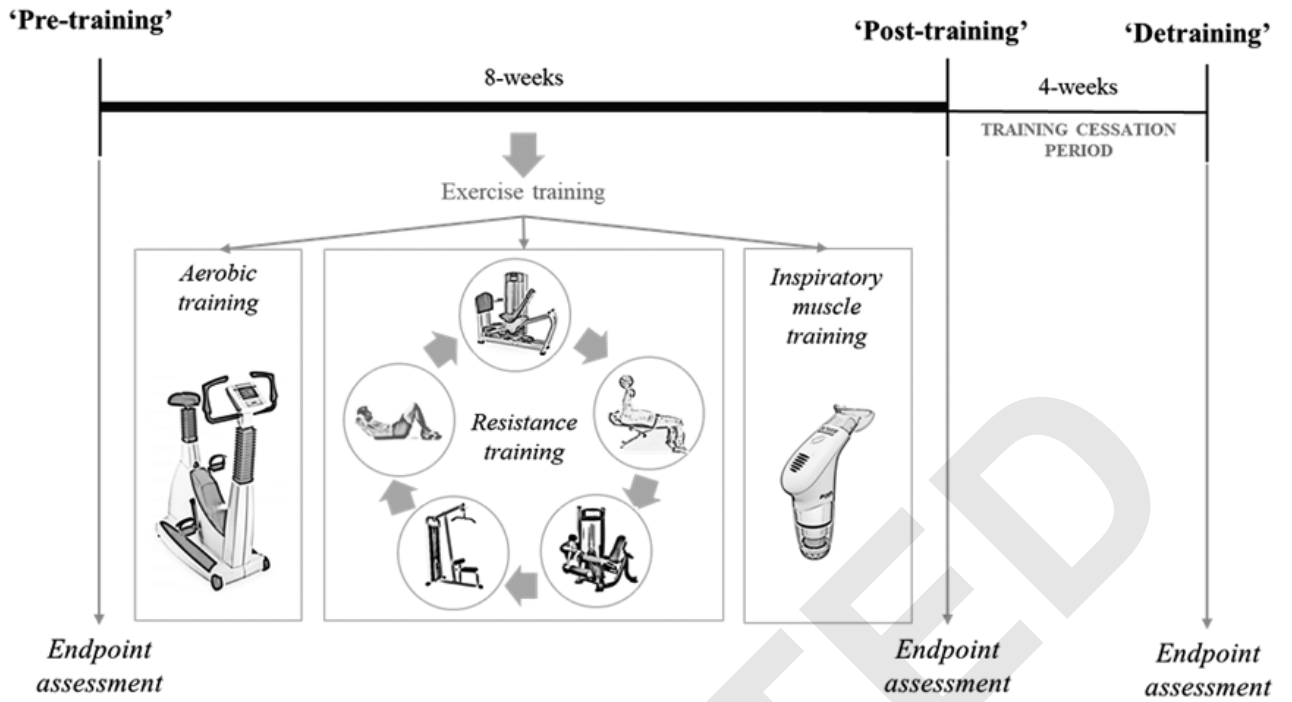 ‘Pre-training’
‘Post-training’
‘Detraining’
8-weeks
4-weeks
TRAINING CESSATION
PERIOD
Exercise training
Aerobic
training
Resistance
training
Inspiratory
muscle
training
Endpoint
assessment
Endpoint
assessment
Endpoint
assessment
TED